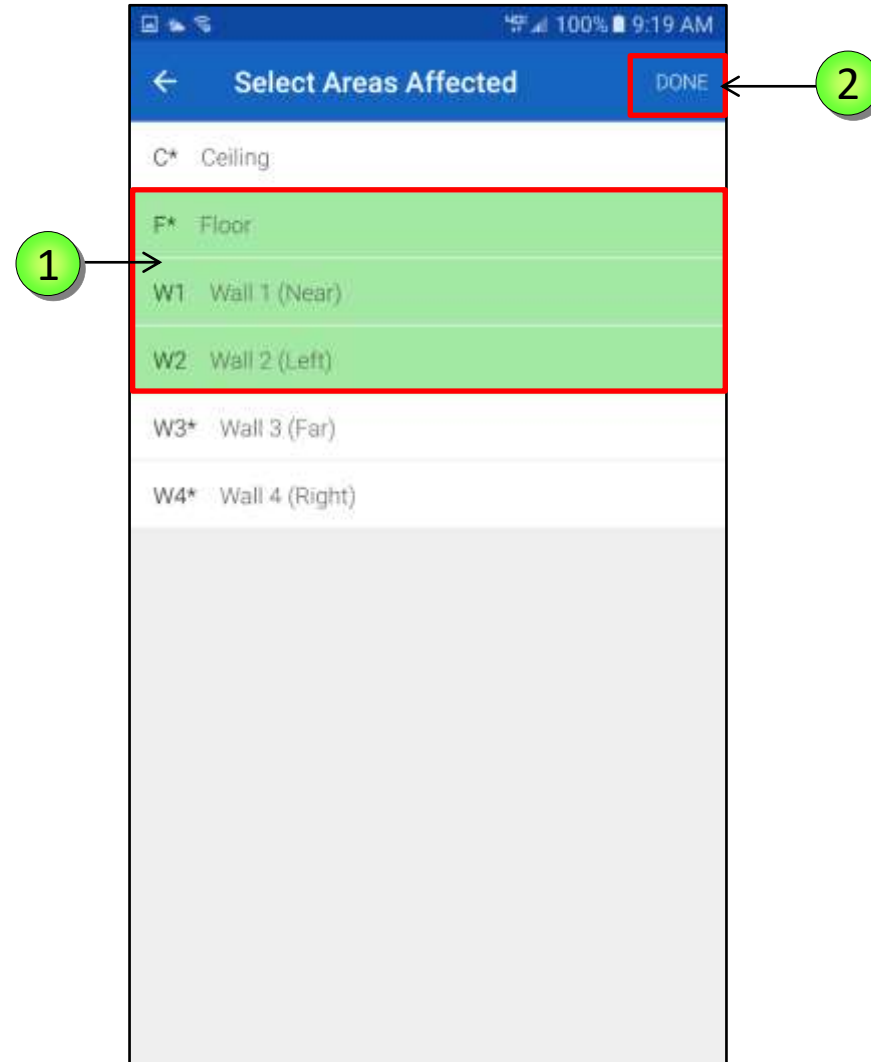 100% 9:19 AM
Select Areas Affected DONE
2
C* Ceiling
F* Floor
1
W1 Wall 1 (Near)
W2 Wall 2 (Left)
W3* Wall 3 (Far)
W4* Wall 4 (Right)